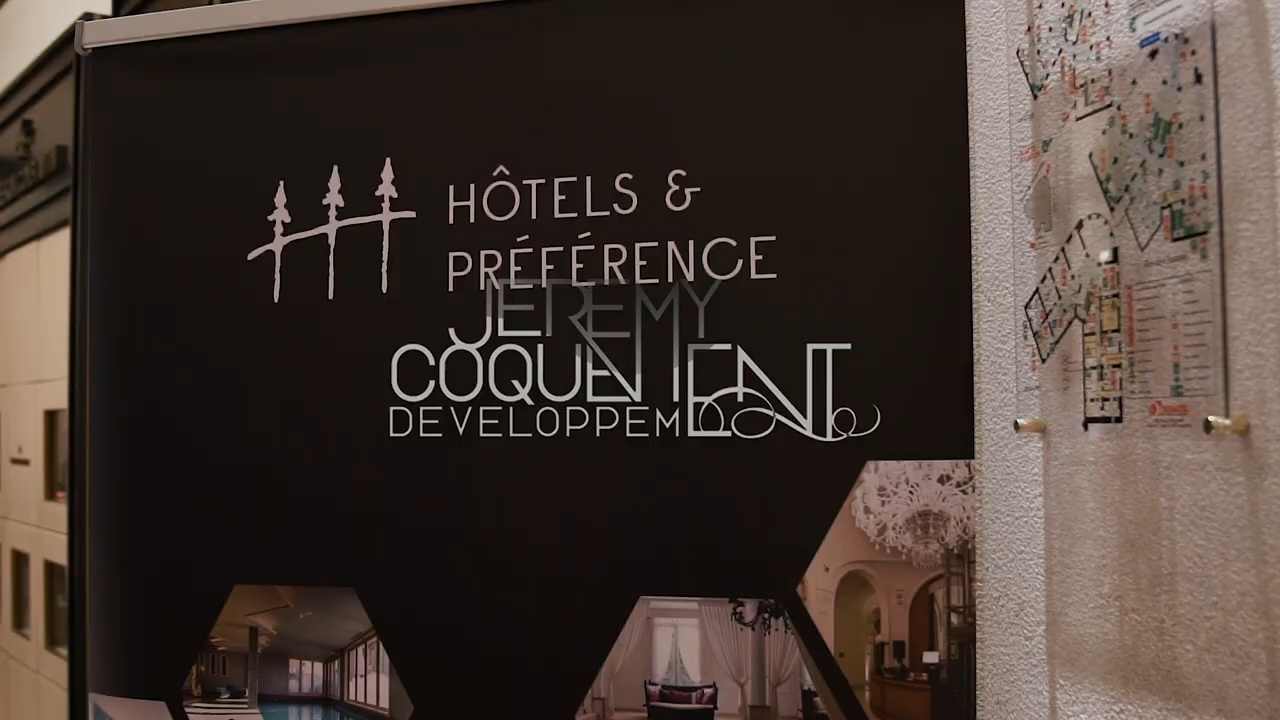 HÔTELS &
PRÉFÉRENCE
JEREMY
COQUEMENT
DEVELOPPEMENT